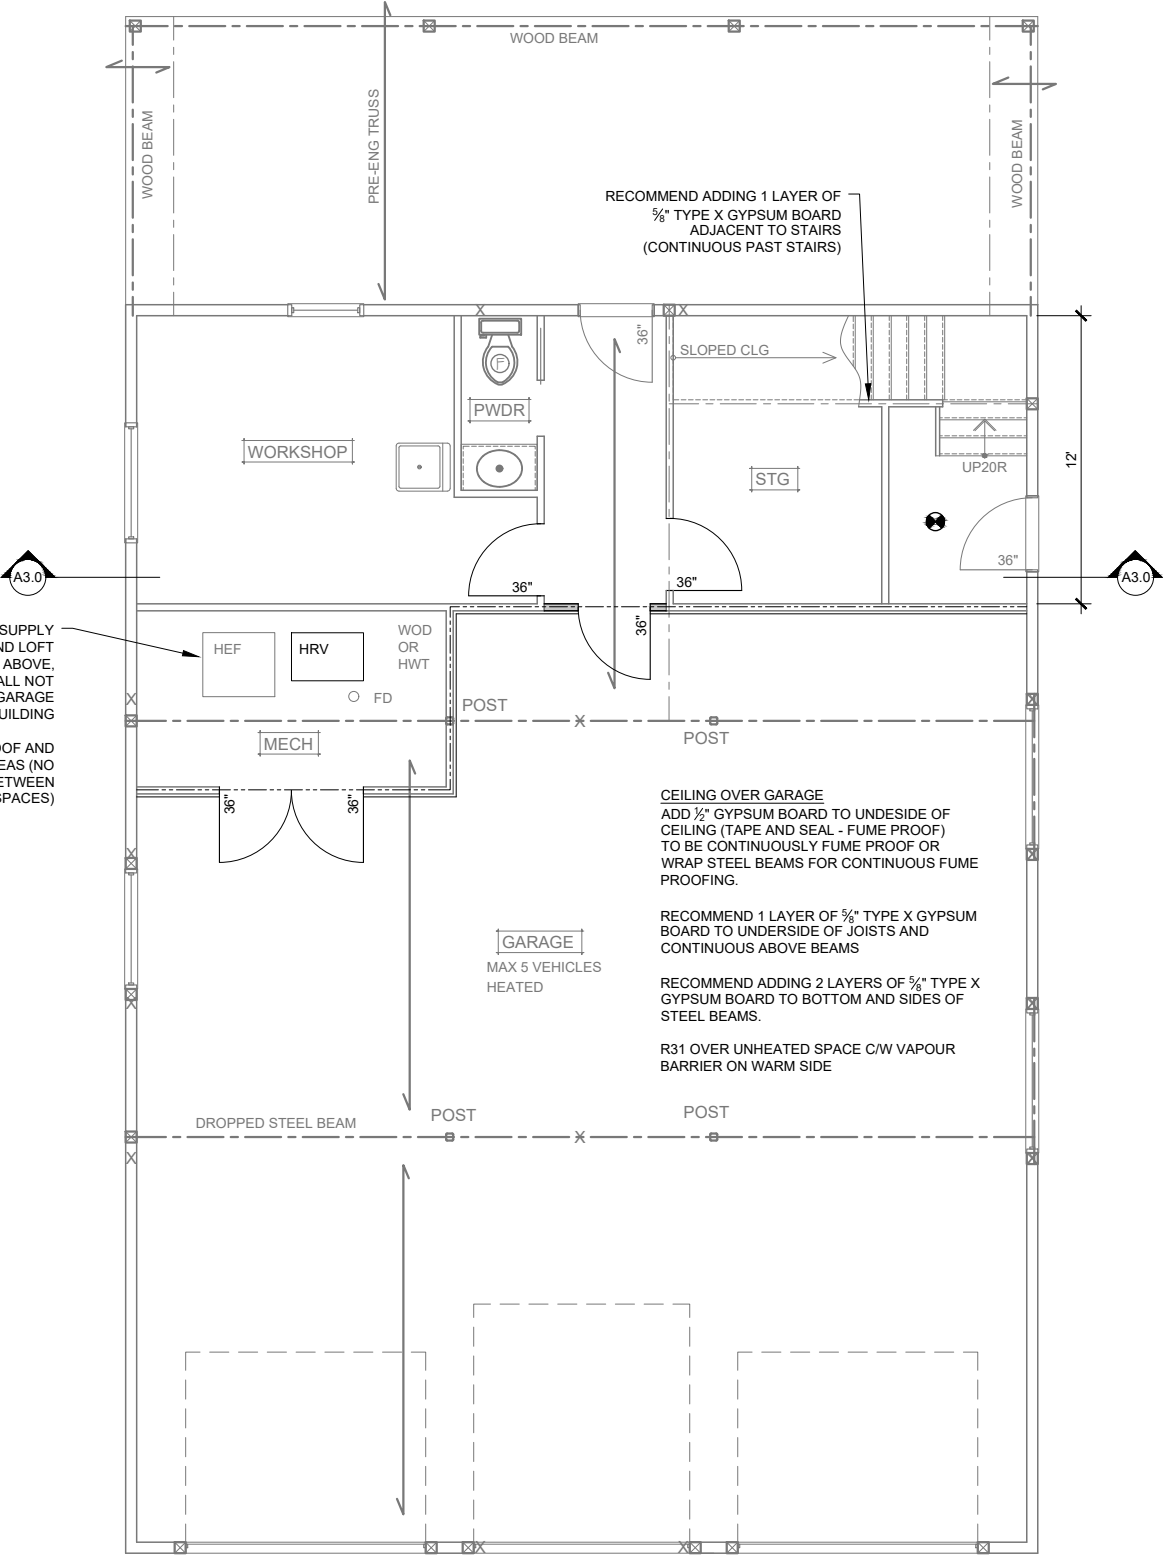 WOOD BEAM
WOOD BEAM
PRE-ENG TRUSS
WOOD BEAM
RECOMMEND ADDING 1 LAYER OF
⅝" TYPE X GYPSUM BOARD
ADJACENT TO STAIRS
(CONTINUOUS PAST STAIRS)
X
X
36"
SLOPED CLG
PWDR
F
WORKSHOP
STG
UP20R
12'
36"
A3.0
36"
36"
A3.0
36"
SUPPLY
ND LOFT
ABOVE,
ALL NOT
GARAGE
UILDING
OOF AND
EAS (NO
ETWEEN
SPACES)
HEF
HRV
WOD
OR
HWT
FD
X
POST
X
POST
X
MECH
36"
36"
X
CEILING OVER GARAGE
ADD ½" GYPSUM BOARD TO UNDESIDE OF
CEILING (TAPE AND SEAL - FUME PROOF)
TO BE CONTINUOUSLY FUME PROOF OR
WRAP STEEL BEAMS FOR CONTINUOUS FUME
PROOFING.
RECOMMEND 1 LAYER OF ⅝" TYPE X GYPSUM
BOARD TO UNDERSIDE OF JOISTS AND
CONTINUOUS ABOVE BEAMS
RECOMMEND ADDING 2 LAYERS OF ⅝" TYPE X
GYPSUM BOARD TO BOTTOM AND SIDES OF
STEEL BEAMS.
R31 OVER UNHEATED SPACE C/W VAPOUR
BARRIER ON WARM SIDE
GARAGE
MAX 5 VEHICLES
HEATED
X
DROPPED STEEL BEAM
POST
POST
X
X
X
X